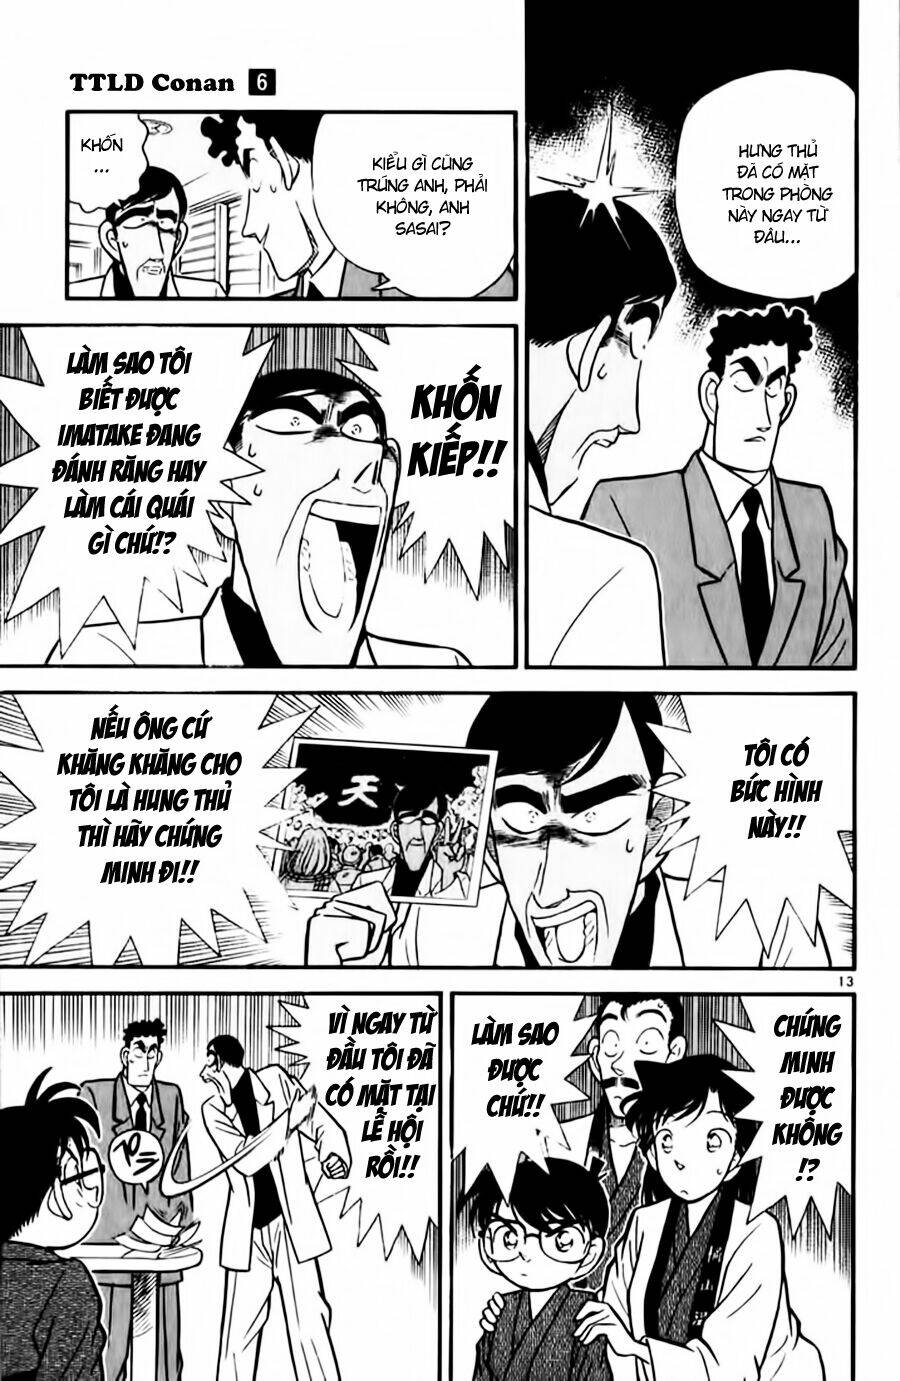 TTLD Conan 6
HƯNG THỦ
ĐÃ CÓ MẶT
TRONG PHÒNG
NÀY NGAY TỪ
ĐẦU...
KIỂU GÌ CŨNG
TRÚNG ANH, PHẢI
KHÔNG, ANH
SASAI?
KHỐN
...
KHỐN
KIẾP!!
LÀM SAO TÔI
BIẾT ĐƯỢC
IMATAKE ĐANG
ĐÁNH RĂNG HAY
LÀM CÁI QUÁI
GÌ CHỨ!?
TÔI CÓ
BỨC HÌNH
NÀY!!
天
NẾU ÔNG CỨ
KHĂNG KHĂNG CHO
TÔI LÀ HUNG THỦ
THÌ HÃY CHỨNG
MINH ĐI!!
13
CHỨNG
MINH
ĐƯỢC
KHÔNG
!?
LÀM SAO
ĐƯỢC
CHỨ!!
VÌ NGAY TỪ
ĐẦU TÔI ĐÃ
CÓ MẶT TẠI
LỄ HỘI
RỒI!!